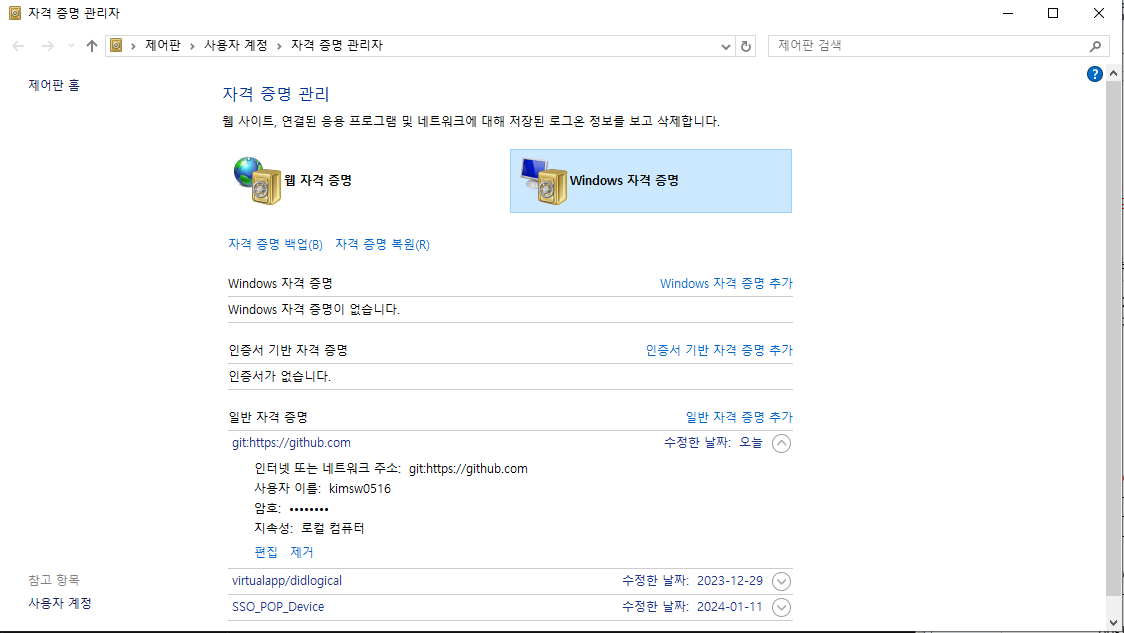 자격 증명 관리자
제어판 › 사용자 계정 › 자격 증명 관리자
제어판 검색
제어판 홈
자격 증명 관리
웹 사이트, 연결된 응용 프로그램 및 네트워크에 대해 저장된 로그온 정보를 보고 삭제합니다.
웹 자격 증명
Windows 자격 증명
자격 증명 백업(B) 자격 증명 복원(R)
Windows 자격 증명 Windows 자격 증명 추가
Windows 자격 증명이 없습니다.
인증서 기반 자격 증명 인증서 기반 자격 증명 추가
인증서가 없습니다.
일반 자격 증명 일반 자격 증명 추가
git:https://github.com 수정한 날짜: 오늘
인터넷 또는 네트워크 주소: git:https://github.com
사용자 이름: kimsw0516
암호: ••••••••
지속성: 로컬 컴퓨터
편집 제거
virtualapp/didlogical 수정한 날짜: 2023-12-29
SSO_POP_Device 수정한 날짜: 2024-01-11
참고 항목
사용자 계정